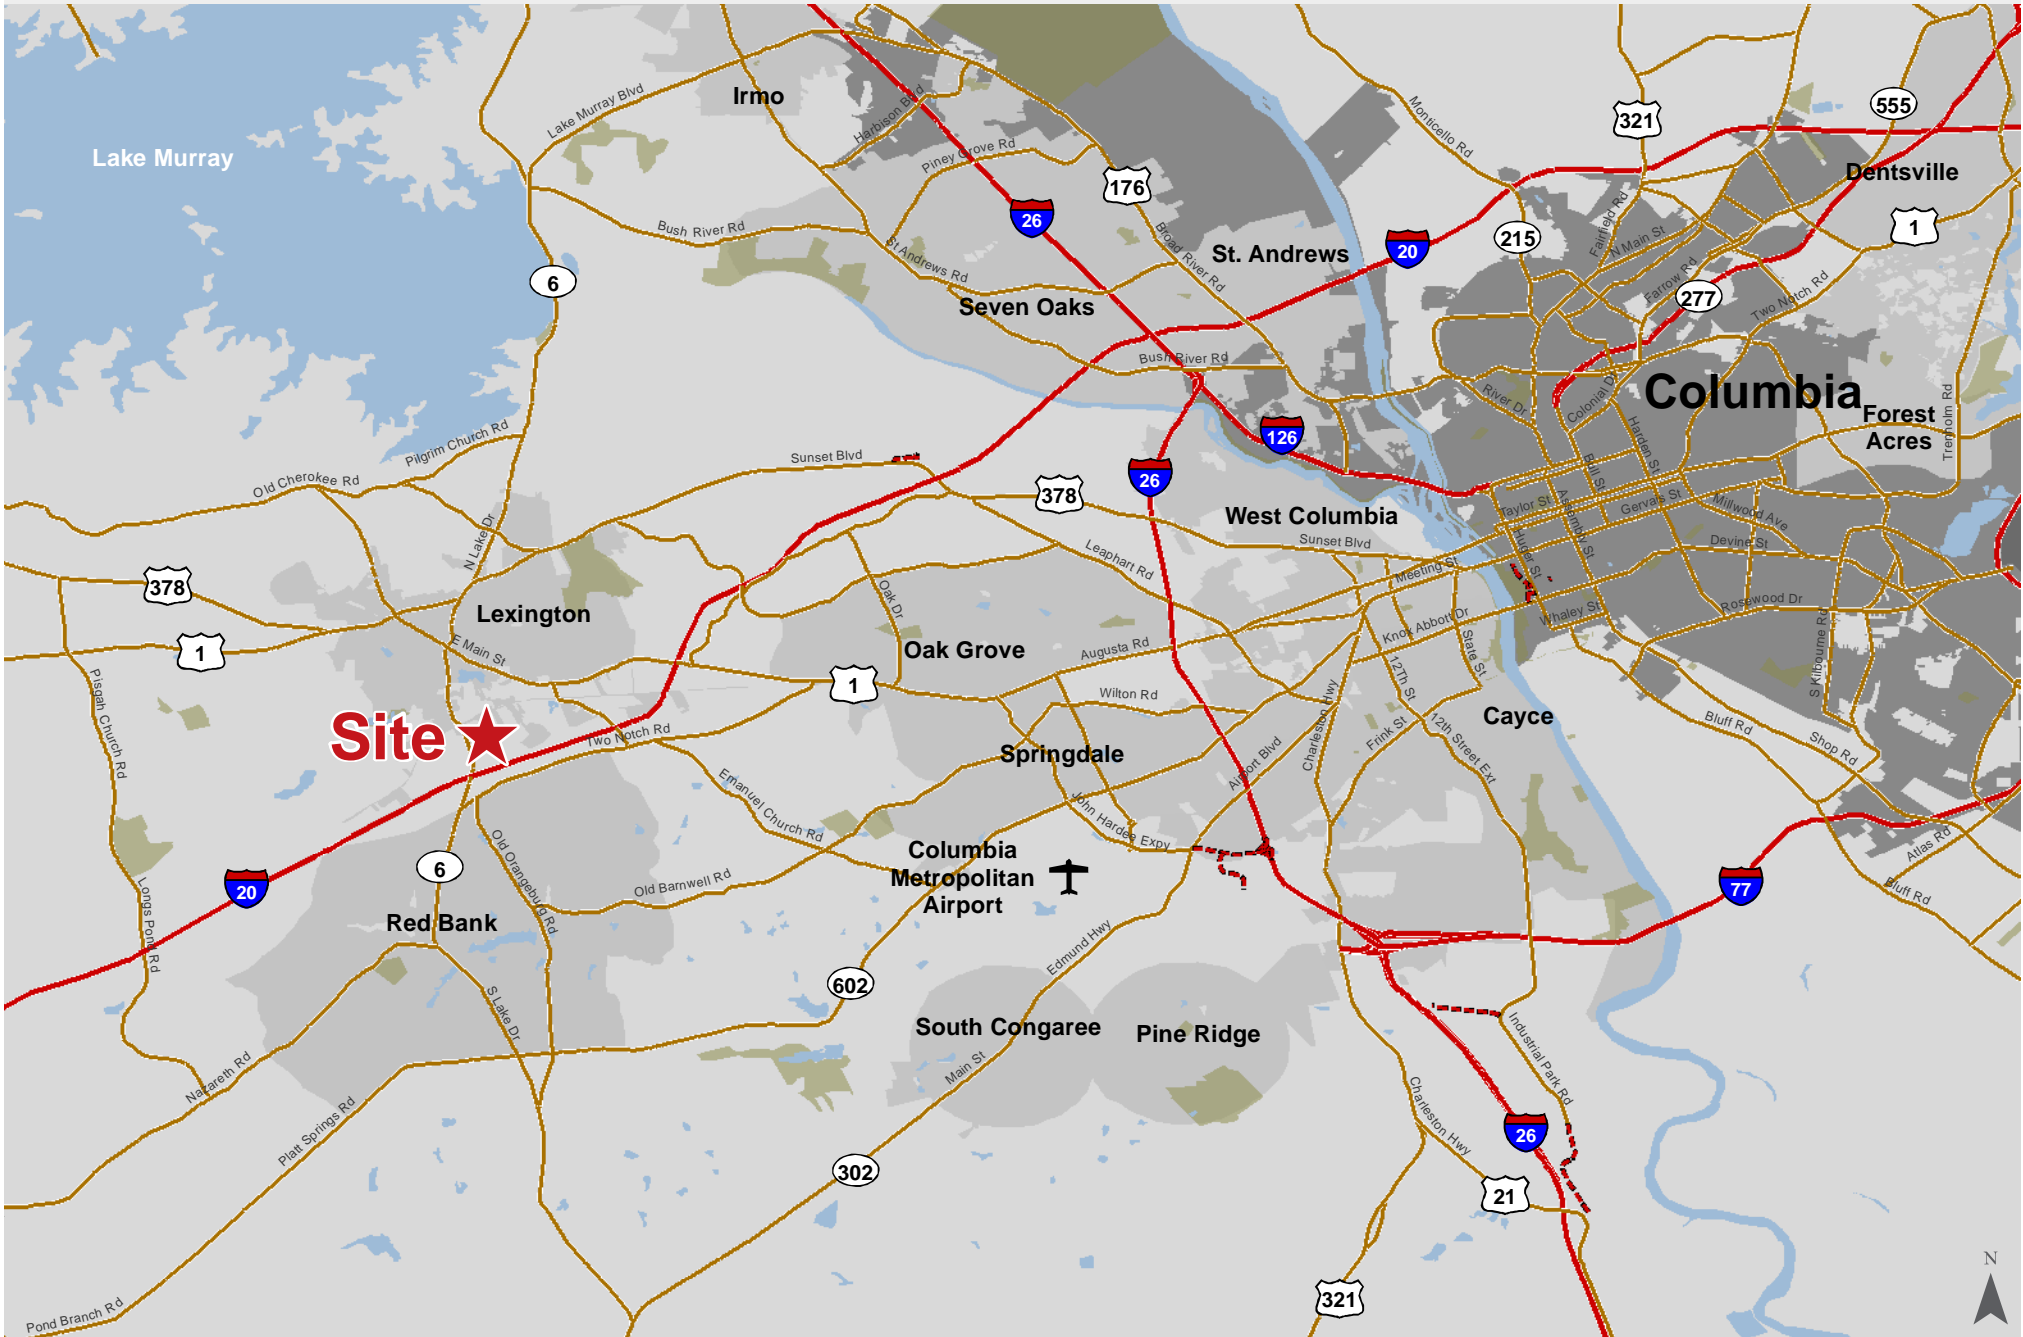 Irmo
Lake Murray Blvd
Harbison Blvd
Monticello Rd
321
555
Lake Murray
Piney Grove Rd
Dentsville
176
26
Fairfield Rd
1
Bush River Rd
St Andrews Rd
Broad River Rd
St. Andrews
20
215
N Main St
6
Farrow Rd
277
Two Notch Rd
Seven Oaks
Bush River Rd
River Dr
Colonial Dr
Columbia
Forest
Acres
Trenholm Rd
126
Harden St
Pilgrim Church Rd
Sunset Blvd
Old Cherokee Rd
26
378
Bull St
Taylor St
Assembly St
Gervais St
Millwood Ave
West Columbia
N Lake Dr
Sunset Blvd
Huger St
Devine St
Leaphart Rd
Meeting St
378
Oak Dr
Lexington
Whaley St
Rosewood Dr
Knox Abbott Dr
State St
S Kilbourne Rd
1
E Main St
Oak Grove
Augusta Rd
12Th St
Pisgah Church Rd
1
Wilton Rd
Charleston Hwy
Cayce
Site
Two Notch Rd
Frink St
12th Street Ext
Bluff Rd
Shop Rd
Springdale
Airport Blvd
Emanuel Church Rd
John Hardee Expy
Old Orangeburg Rd
Columbia
Metropolitan
Airport
Atlas Rd
6
20
Old Barnwell Rd
77
Bluff Rd
Longs Pond Rd
Red Bank
Edmund Hwy
602
S Lake Dr
South Congaree
Pine Ridge
Industrial Park Rd
Main St
Nazareth Rd
Platt Springs Rd
Charleston Hwy
26
302
21
N
321
Pond Branch Rd